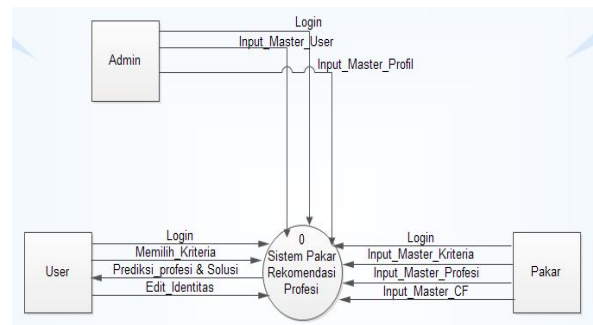 Login
Input_Master_User
Input_Master_Profil
Admin
Login
Memilih_Kriteria
Prediksi_profesi & Solusi
Edit_Identitas
User
0
Sistem Pakar
Rekomendasi
Profesi
Login
Input_Master_Kriteria
Input_Master_Profesi
Input_Master_CF
Pakar